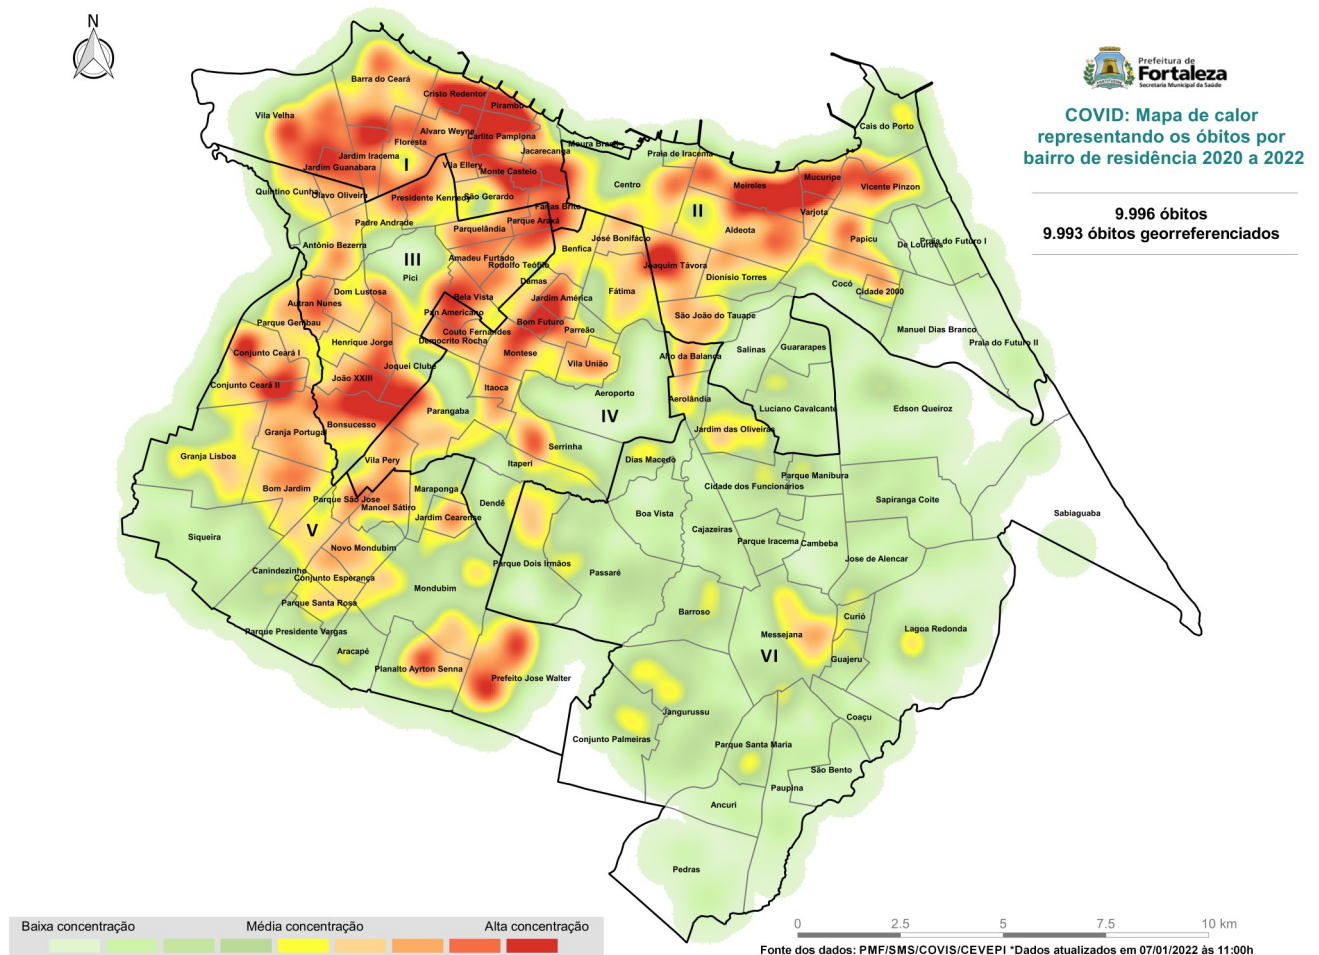 N
Prefeitura de
Fortaleza
Secretaria Municipal da Saúde
COVID: Mapa de calor
representando os óbitos por
bairro de residência 2020 a 2022
9.996 óbitos
9.993 óbitos georreferenciados
Barra do Ceará
Cristo Redentor
Pirambu
Vila Velha
Cais do Porto
Alvaro Weyne
Carlito Pamplona
Floresta
Moura Brasil
Jacarecanga
Praia de Iracema
Jardim Iracema
I
Jardim Guanabara
Vila Ellery
Monte Castelo
Mucuripe
Meireles
Centro
Vicente Pinzon
Quintino Cunha
Olavo Oliveira
Presidente Kennedy
São Gerardo
Farias Brito
II
Varjota
Padre Andrade
Parque Araxá
Parquelândia
Aldeota
José Bonifácio
Papicu
De Lourdes
Praia do Futuro I
Antônio Bezerra
Benfica
III
Amadeu Furtado
Rodolfo Teófilo
Joaquim Távora
Pici
Damas
Dionísio Torres
Cocó
Cidade 2000
Dom Lustosa
Fátima
Bela Vista
Jardim América
Autran Nunes
Pan Americano
São João do Tauape
Parque Genibau
Bom Futuro
Couto Fernandes
Parreão
Manuel Dias Branco
Henrique Jorge
Democrito Rocha
Praia do Futuro II
Conjunto Ceará I
Montese
Salinas
Guararapes
Alto da Balança
Joquei Clube
Vila União
João XXIII
Conjunto Ceará II
Itaoca
Aeroporto
Aerolândia
Parangaba
IV
Luciano Cavalcante
Edson Queiroz
Bonsucesso
Granja Portugal
Jardim das Oliveiras
Serrinha
Granja Lisboa
Vila Pery
Itaperi
Dias Macedo
Parque Manibura
Bom Jardim
Maraponga
Cidade dos Funcionários
Parque São Jose
Dendê
Sapiranga Coite
Manoel Sátiro
Jardim Cearense
Boa Vista
Sabiaguaba
V
Cajazeiras
Siqueira
Parque Iracema
Cambeba
Novo Mondubim
Jose de Alencar
Parque Dois Irmãos
Canindezinho
Passaré
Conjunto Esperança
Mondubim
Parque Santa Rosa
Barroso
Curió
Parque Presidente Vargas
Messejana
Lagoa Redonda
Aracapé
VI
Guajeru
Planalto Ayrton Senna
Prefeito Jose Walter
Jangurussu
Coaçu
Conjunto Palmeiras
Parque Santa Maria
São Bento
Paupina
Ancuri
Pedras
Baixa concentração
Média concentração
Alta concentração
0 2.5 5 7.5 10 km
Fonte dos dados: PMF/SMS/COVIS/CEVEPI *Dados atualizados em 07/01/2022 às 11:00h